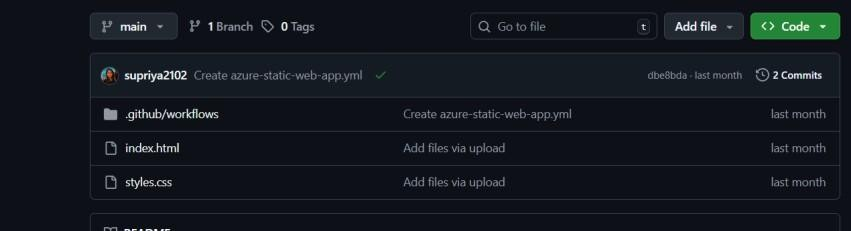 main 1 Branch 0 Tags Go to file t Add file Code
supriya2102 Create azure-static-web-app.yml dbe8bda · last month 2 Commits
.github/workflows Create azure-static-web-app.yml last month
index.html Add files via upload last month
styles.css Add files via upload last month
README